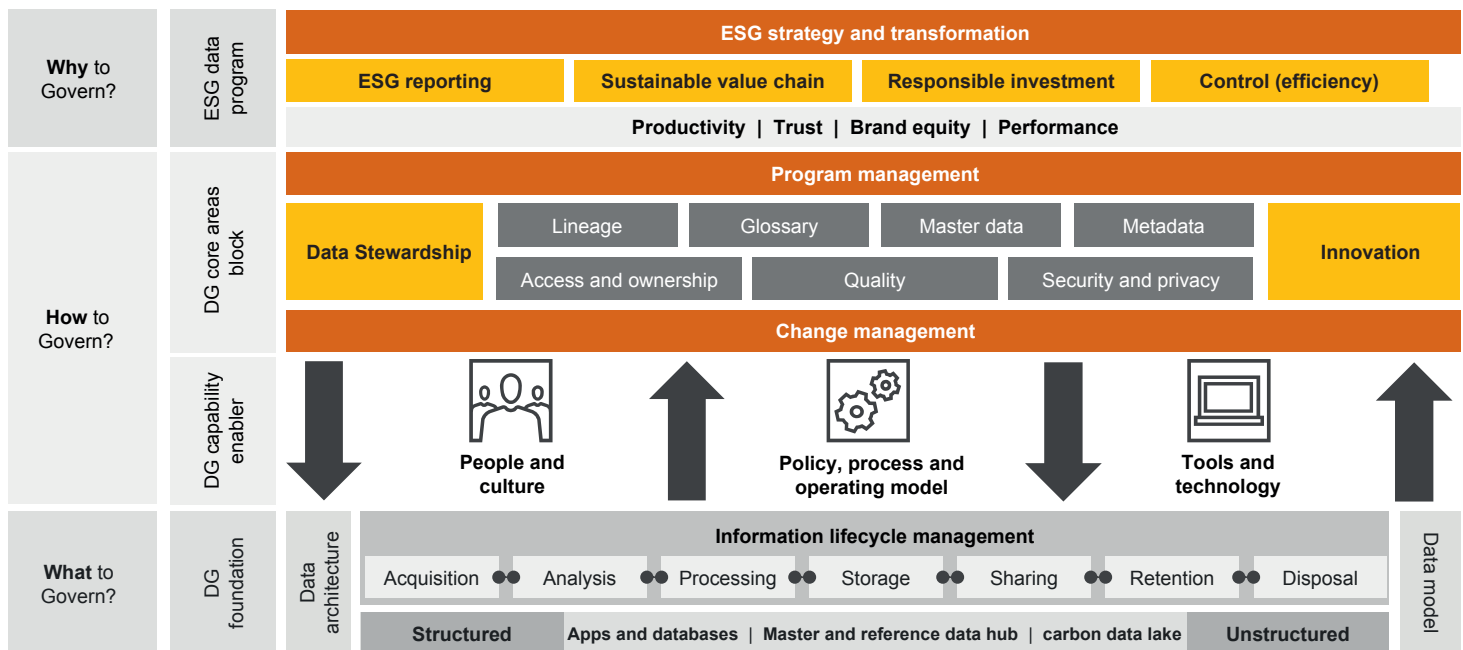 Why to
Govern?
ESG data
program
ESG strategy and transformation
ESG reporting
Sustainable value chain
Responsible investment
Control (efficiency)
Productivity | Trust | Brand equity | Performance
How to
Govern?
DG core areas
block
Program management
Data Stewardship
Lineage
Glossary
Master data
Metadata
Access and ownership
Quality
Security and privacy
Innovation
Change management
DG capability
enabler
People and
culture
Policy, process and
operating model
Tools and
technology
What to
Govern?
DG
foundation
Data
architecture
Information lifecycle management
Acquisition
Analysis
Processing
Storage
Sharing
Retention
Disposal
Structured
Apps and databases | Master and reference data hub | carbon data lake
Unstructured
Data model